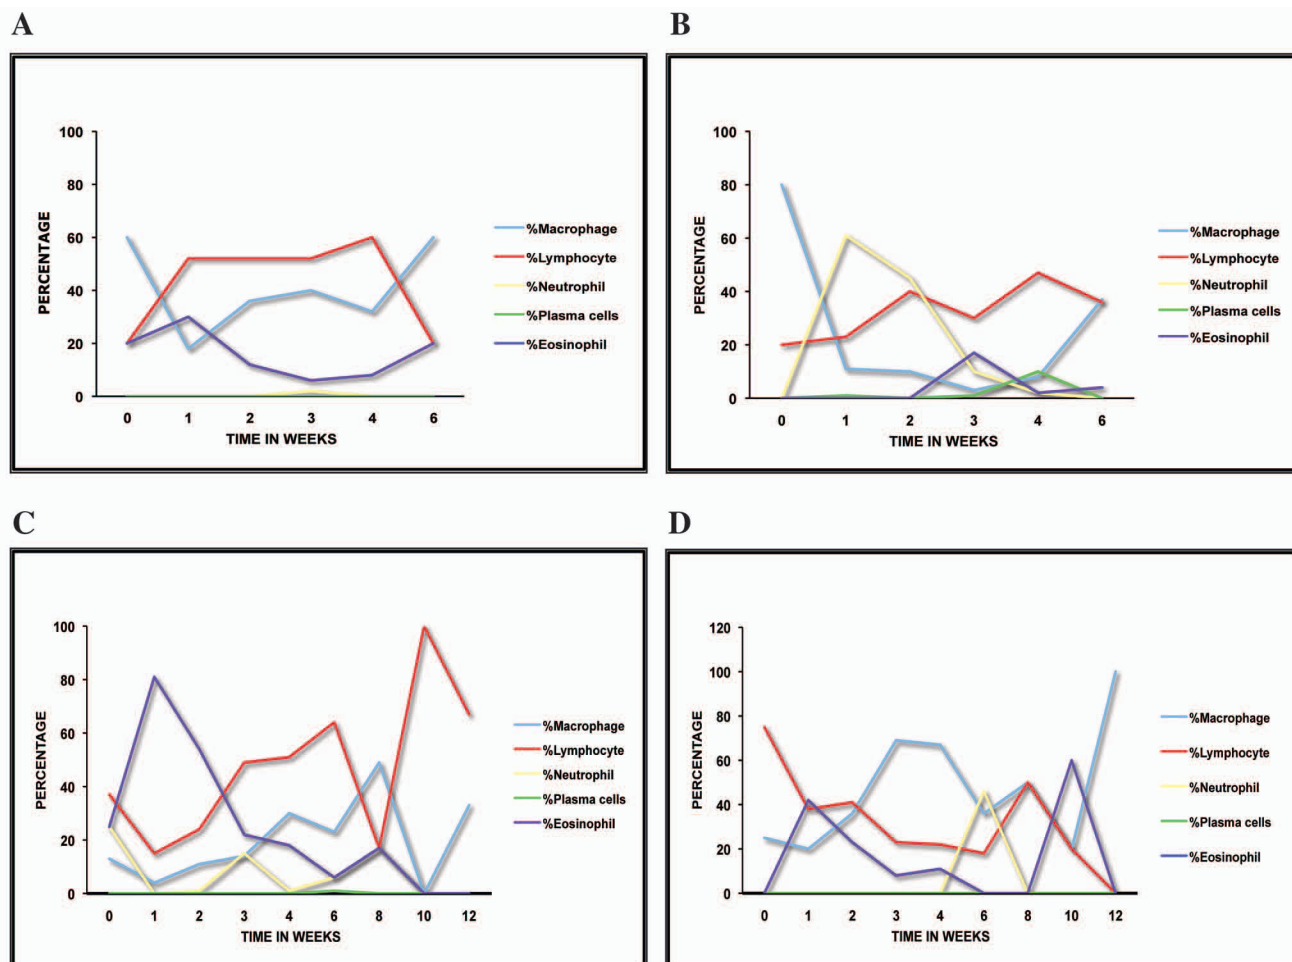 A
100
80
60
40
20
0
PERCENTAGE
0 1 2 3 4 6
TIME IN WEEKS
%Macrophage
%Lymphocyte
%Neutrophil
%Plasma cells
%Eosinophil
B
100
80
60
40
20
0
PERCENTAGE
0 1 2 3 4 6
TIME IN WEEKS
%Macrophage
%Lymphocyte
%Neutrophil
%Plasma cells
%Eosinophil
C
100
80
60
40
20
0
PERCENTAGE
0 1 2 3 4 6 8 10 12
TIME IN WEEKS
%Macrophage
%Lymphocyte
%Neutrophil
%Plasma cells
%Eosinophil
D
120
100
80
60
40
20
0
PERCENTAGE
0 1 2 3 4 6 8 10 12
TIME IN WEEKS
%Macrophage
%Lymphocyte
%Neutrophil
%Plasma cells
%Eosinophil